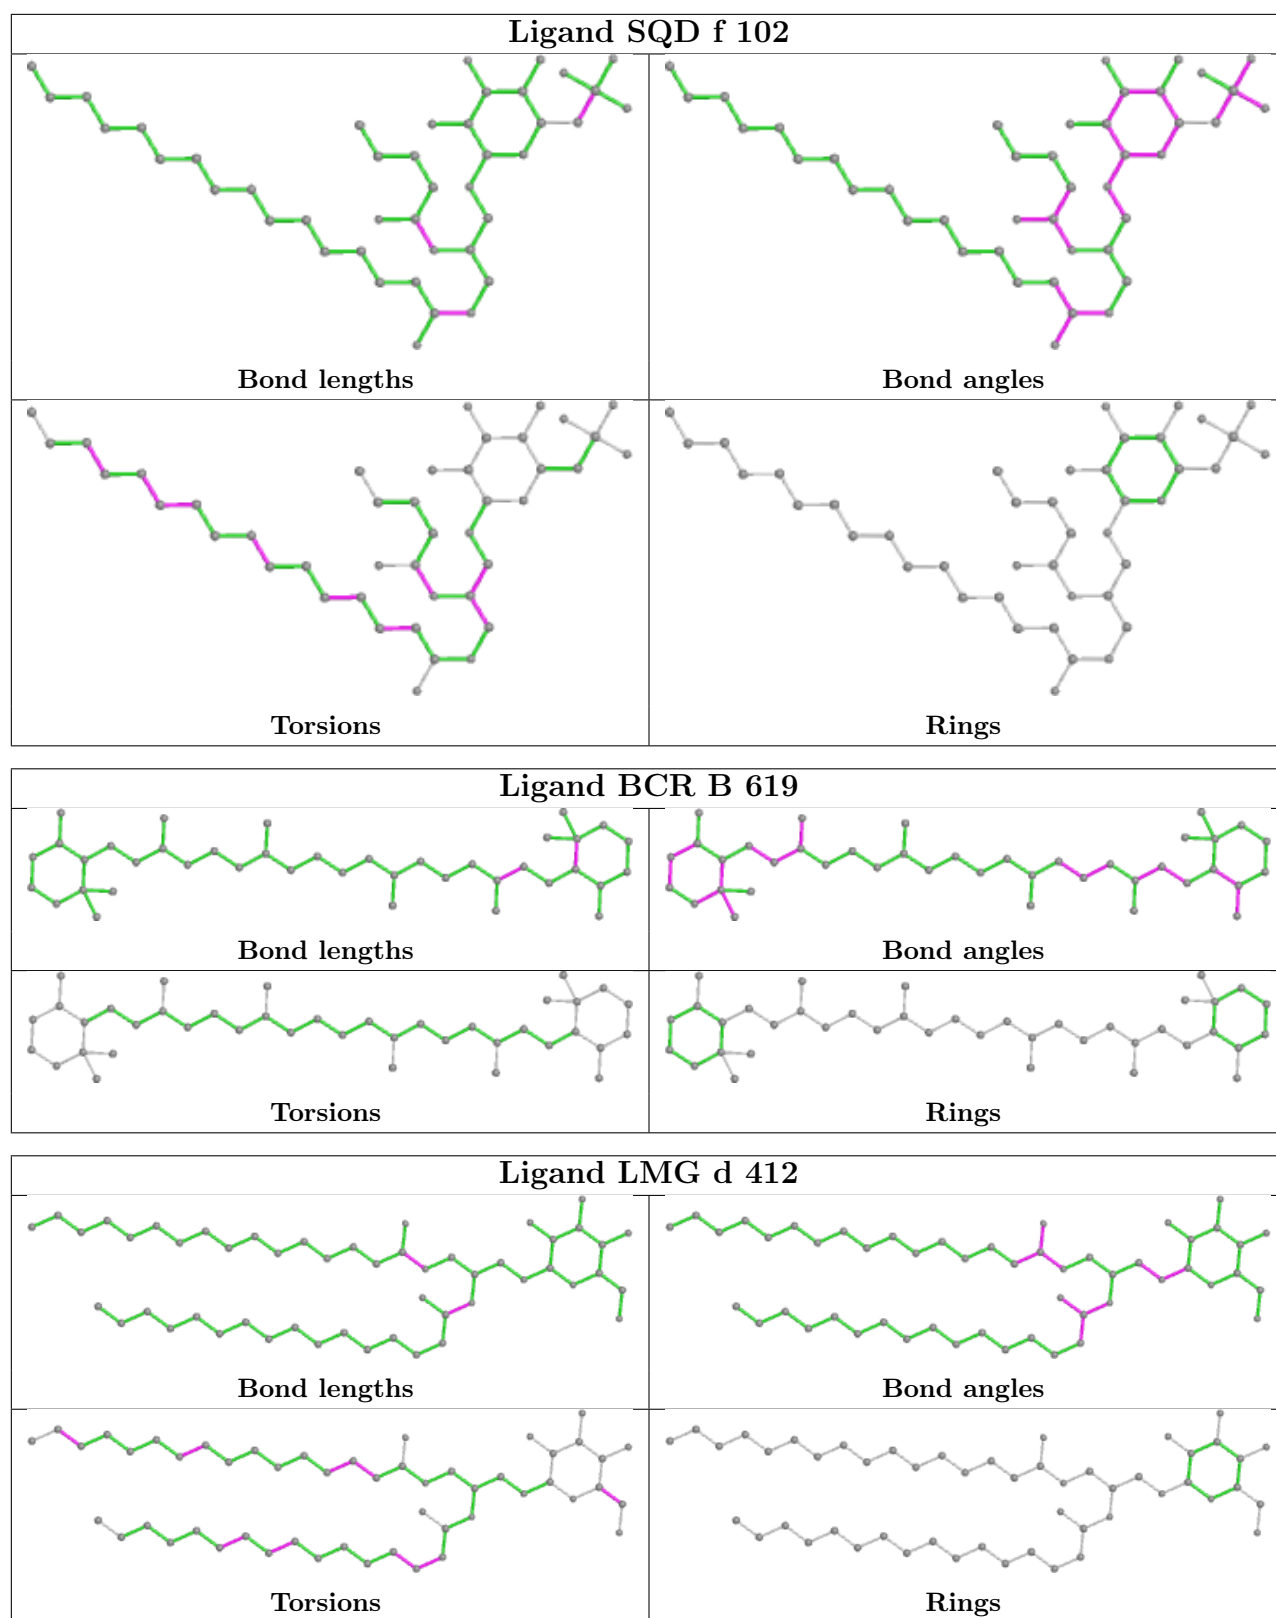 Ligand SQD f 102
Bond lengths
Bond angles
Torsions
Rings
Ligand BCR B 619
Bond lengths
Bond angles
Torsions
Rings
Ligand LMG d 412
Bond lengths
Bond angles
Torsions
Rings